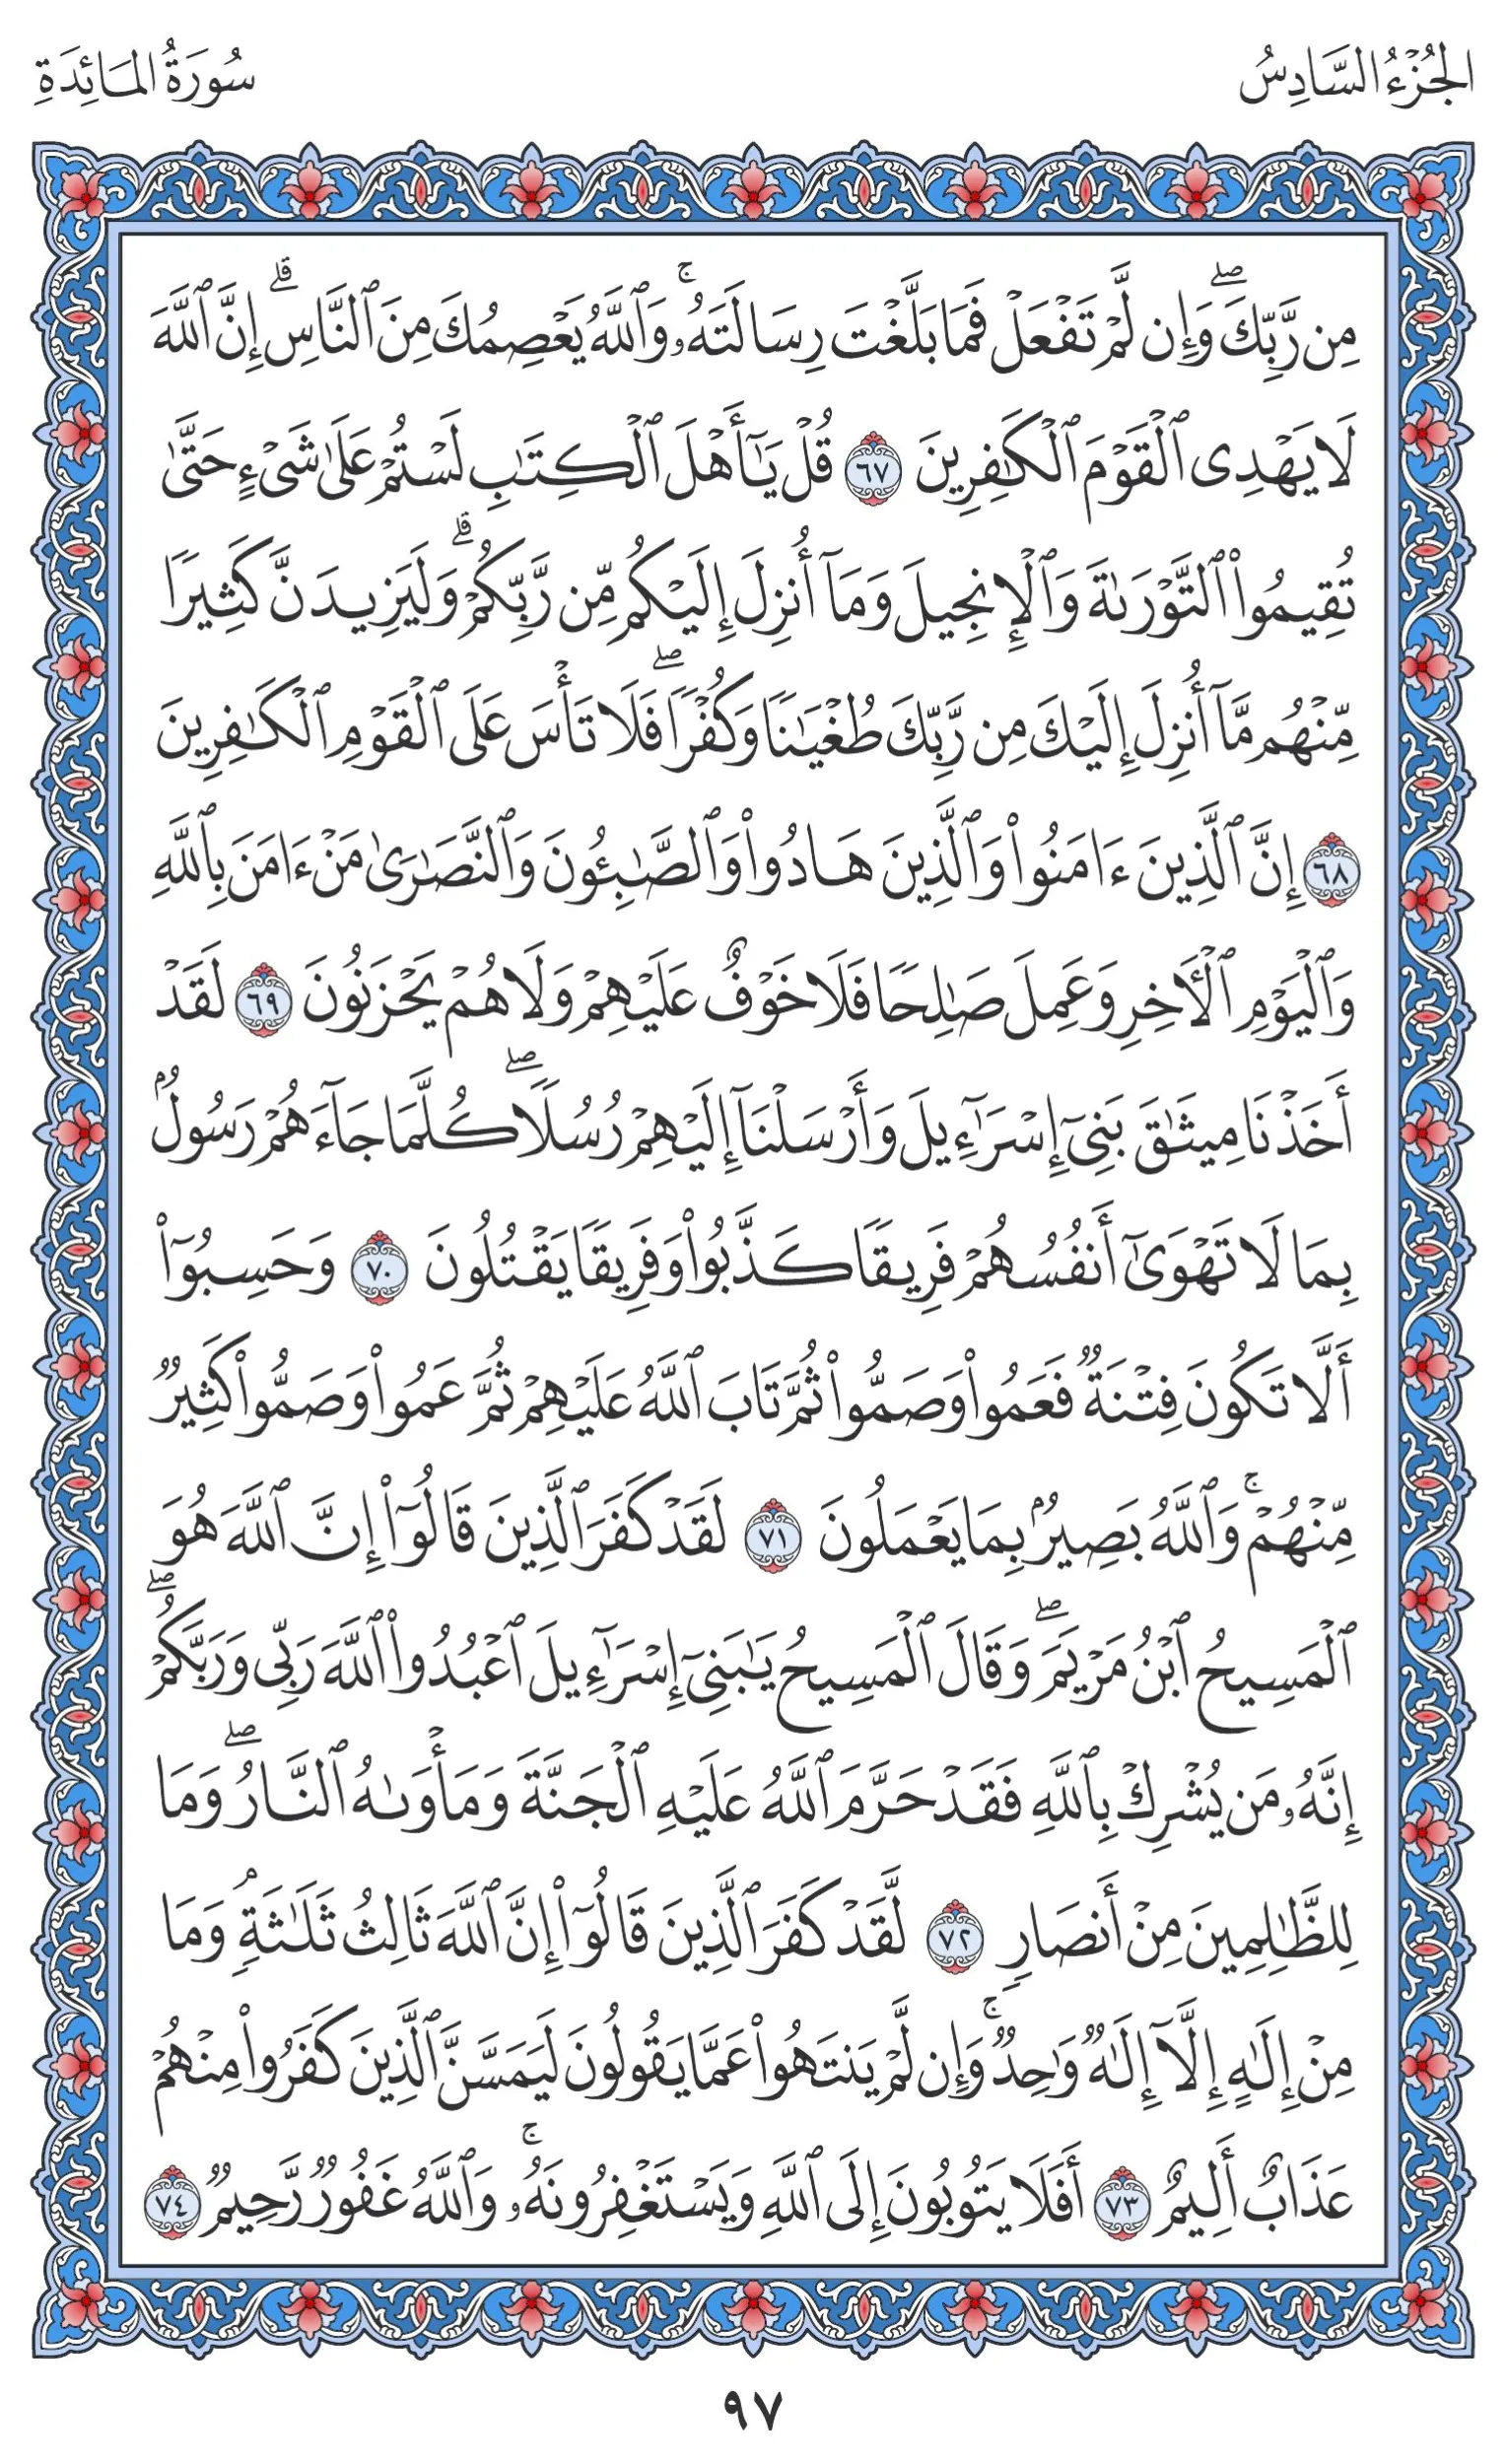 الجُزْءُ السَّادِسُ
سُورَةُ المَائِدَةِ
مِن رَّبِّكَۖ وَإِن لَّمْ تَفْعَلْ فَمَا بَلَّغْتَ رِسَالَتَهُۥۚ وَٱللَّهُ يَعْصِمُكَ مِنَ ٱلنَّاسِۗ إِنَّ ٱللَّهَ
لَا يَهْدِى ٱلْقَوْمَ ٱلْكَٰفِرِينَ ٦٧ قُلْ يَٰٓأَهْلَ ٱلْكِتَٰبِ لَسْتُمْ عَلَىٰ شَىْءٍ حَتَّىٰ
تُقِيمُوا۟ ٱلتَّوْرَىٰةَ وَٱلْإِنجِيلَ وَمَآ أُنزِلَ إِلَيْكُم مِّن رَّبِّكُمْۗ وَلَيَزِيدَنَّ كَثِيرًا
مِّنْهُم مَّآ أُنزِلَ إِلَيْكَ مِن رَّبِّكَ طُغْيَٰنًا وَكُفْرًاۖ فَلَا تَأْسَ عَلَى ٱلْقَوْمِ ٱلْكَٰفِرِينَ
٦٨ إِنَّ ٱلَّذِينَ ءَامَنُوا۟ وَٱلَّذِينَ هَادُوا۟ وَٱلصَّٰبِـُٔونَ وَٱلنَّصَٰرَىٰ مَنْ ءَامَنَ بِٱللَّهِ
وَٱلْيَوْمِ ٱلْأَخِرِ وَعَمِلَ صَٰلِحًا فَلَا خَوْفٌ عَلَيْهِمْ وَلَا هُمْ يَحْزَنُونَ ٦٩ لَقَدْ
أَخَذْنَا مِيثَٰقَ بَنِىٓ إِسْرَٰٓءِيلَ وَأَرْسَلْنَآ إِلَيْهِمْ رُسُلًاۖ كُلَّمَا جَآءَهُمْ رَسُولٌۢ
بِمَا لَا تَهْوَىٰٓ أَنفُسُهُمْ فَرِيقًا كَذَّبُوا۟ وَفَرِيقًا يَقْتُلُونَ ٧٠ وَحَسِبُوٓا۟
أَلَّا تَكُونَ فِتْنَةٌ فَعَمُوا۟ وَصَمُّوا۟ ثُمَّ تَابَ ٱللَّهُ عَلَيْهِمْ ثُمَّ عَمُوا۟ وَصَمُّوا۟ كَثِيرٌ
مِّنْهُمْۚ وَٱللَّهُ بَصِيرٌۢ بِمَا يَعْمَلُونَ ٧١ لَقَدْ كَفَرَ ٱلَّذِينَ قَالُوٓا۟ إِنَّ ٱللَّهَ هُوَ
ٱلْمَسِيحُ ٱبْنُ مَرْيَمَۖ وَقَالَ ٱلْمَسِيحُ يَٰبَنِىٓ إِسْرَٰٓءِيلَ ٱعْبُدُوا۟ ٱللَّهَ رَبِّى وَرَبَّكُمْۖ
إِنَّهُۥ مَن يُشْرِكْ بِٱللَّهِ فَقَدْ حَرَّمَ ٱللَّهُ عَلَيْهِ ٱلْجَنَّةَ وَمَأْوَىٰهُ ٱلنَّارُۖ وَمَا
لِلظَّٰلِمِينَ مِنْ أَنصَارٍ ٧٢ لَّقَدْ كَفَرَ ٱلَّذِينَ قَالُوٓا۟ إِنَّ ٱللَّهَ ثَالِثُ ثَلَٰثَةٍۢ وَمَا
مِنْ إِلَٰهٍ إِلَّآ إِلَٰهٌ وَٰحِدٌۚ وَإِن لَّمْ يَنتَهُوا۟ عَمَّا يَقُولُونَ لَيَمَسَّنَّ ٱلَّذِينَ كَفَرُوا۟ مِنْهُمْ
عَذَابٌ أَلِيمٌ ٧٣ أَفَلَا يَتُوبُونَ إِلَى ٱللَّهِ وَيَسْتَغْفِرُونَهُۥۚ وَٱللَّهُ غَفُورٌ رَّحِيمٌ ٧٤
٩٧